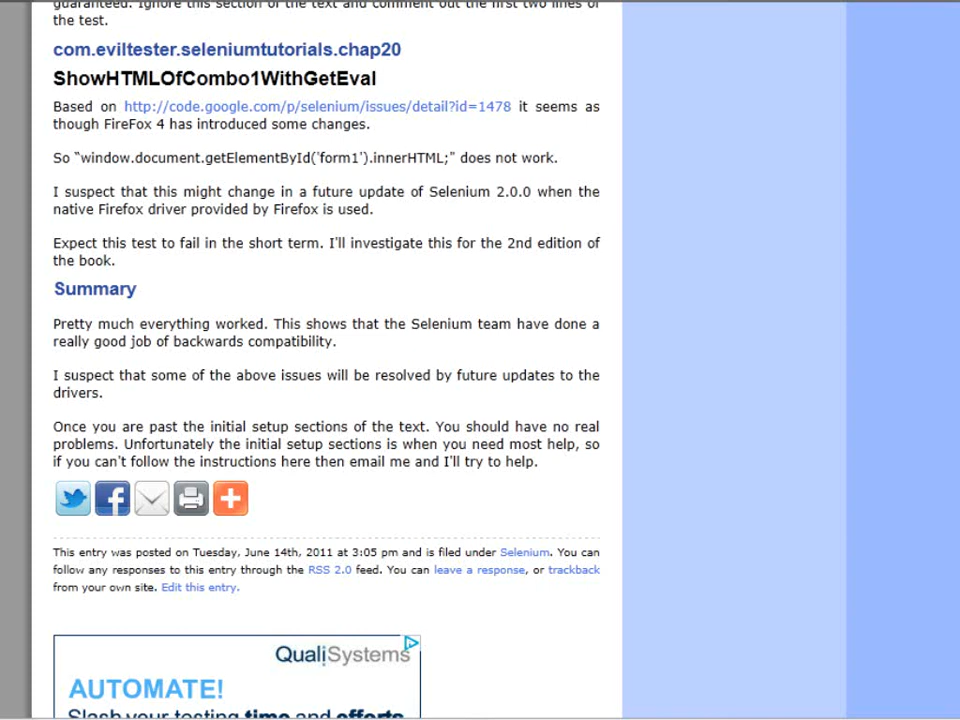 guaranteed. Ignore this section of the text and comment out the first two lines of
the test.
com.eviltester.seleniumtutorials.chap20
ShowHTMLOfCombo1WithGetEval
Based on http://code.google.com/p/selenium/issues/detail?id=1478 it seems as
though FireFox 4 has introduced some changes.
So "window.document.getElementById('form1').innerHTML;" does not work.
I suspect that this might change in a future update of Selenium 2.0.0 when the
native Firefox driver provided by Firefox is used.
Expect this test to fail in the short term. I'll investigate this for the 2nd edition of
the book.
Summary
Pretty much everything worked. This shows that the Selenium team have done a
really good job of backwards compatibility.
I suspect that some of the above issues will be resolved by future updates to the
drivers.
Once you are past the initial setup sections of the text. You should have no real
problems. Unfortunately the initial setup sections is when you need most help, so
if you can't follow the instructions here then email me and I'll try to help.
This entry was posted on Tuesday, June 14th, 2011 at 3:05 pm and is filed under Selenium. You can
follow any responses to this entry through the RSS 2.0 feed. You can leave a response, or trackback
from your own site. Edit this entry.
QualiSystems
AUTOMATE!
Slash your testing time and efforts